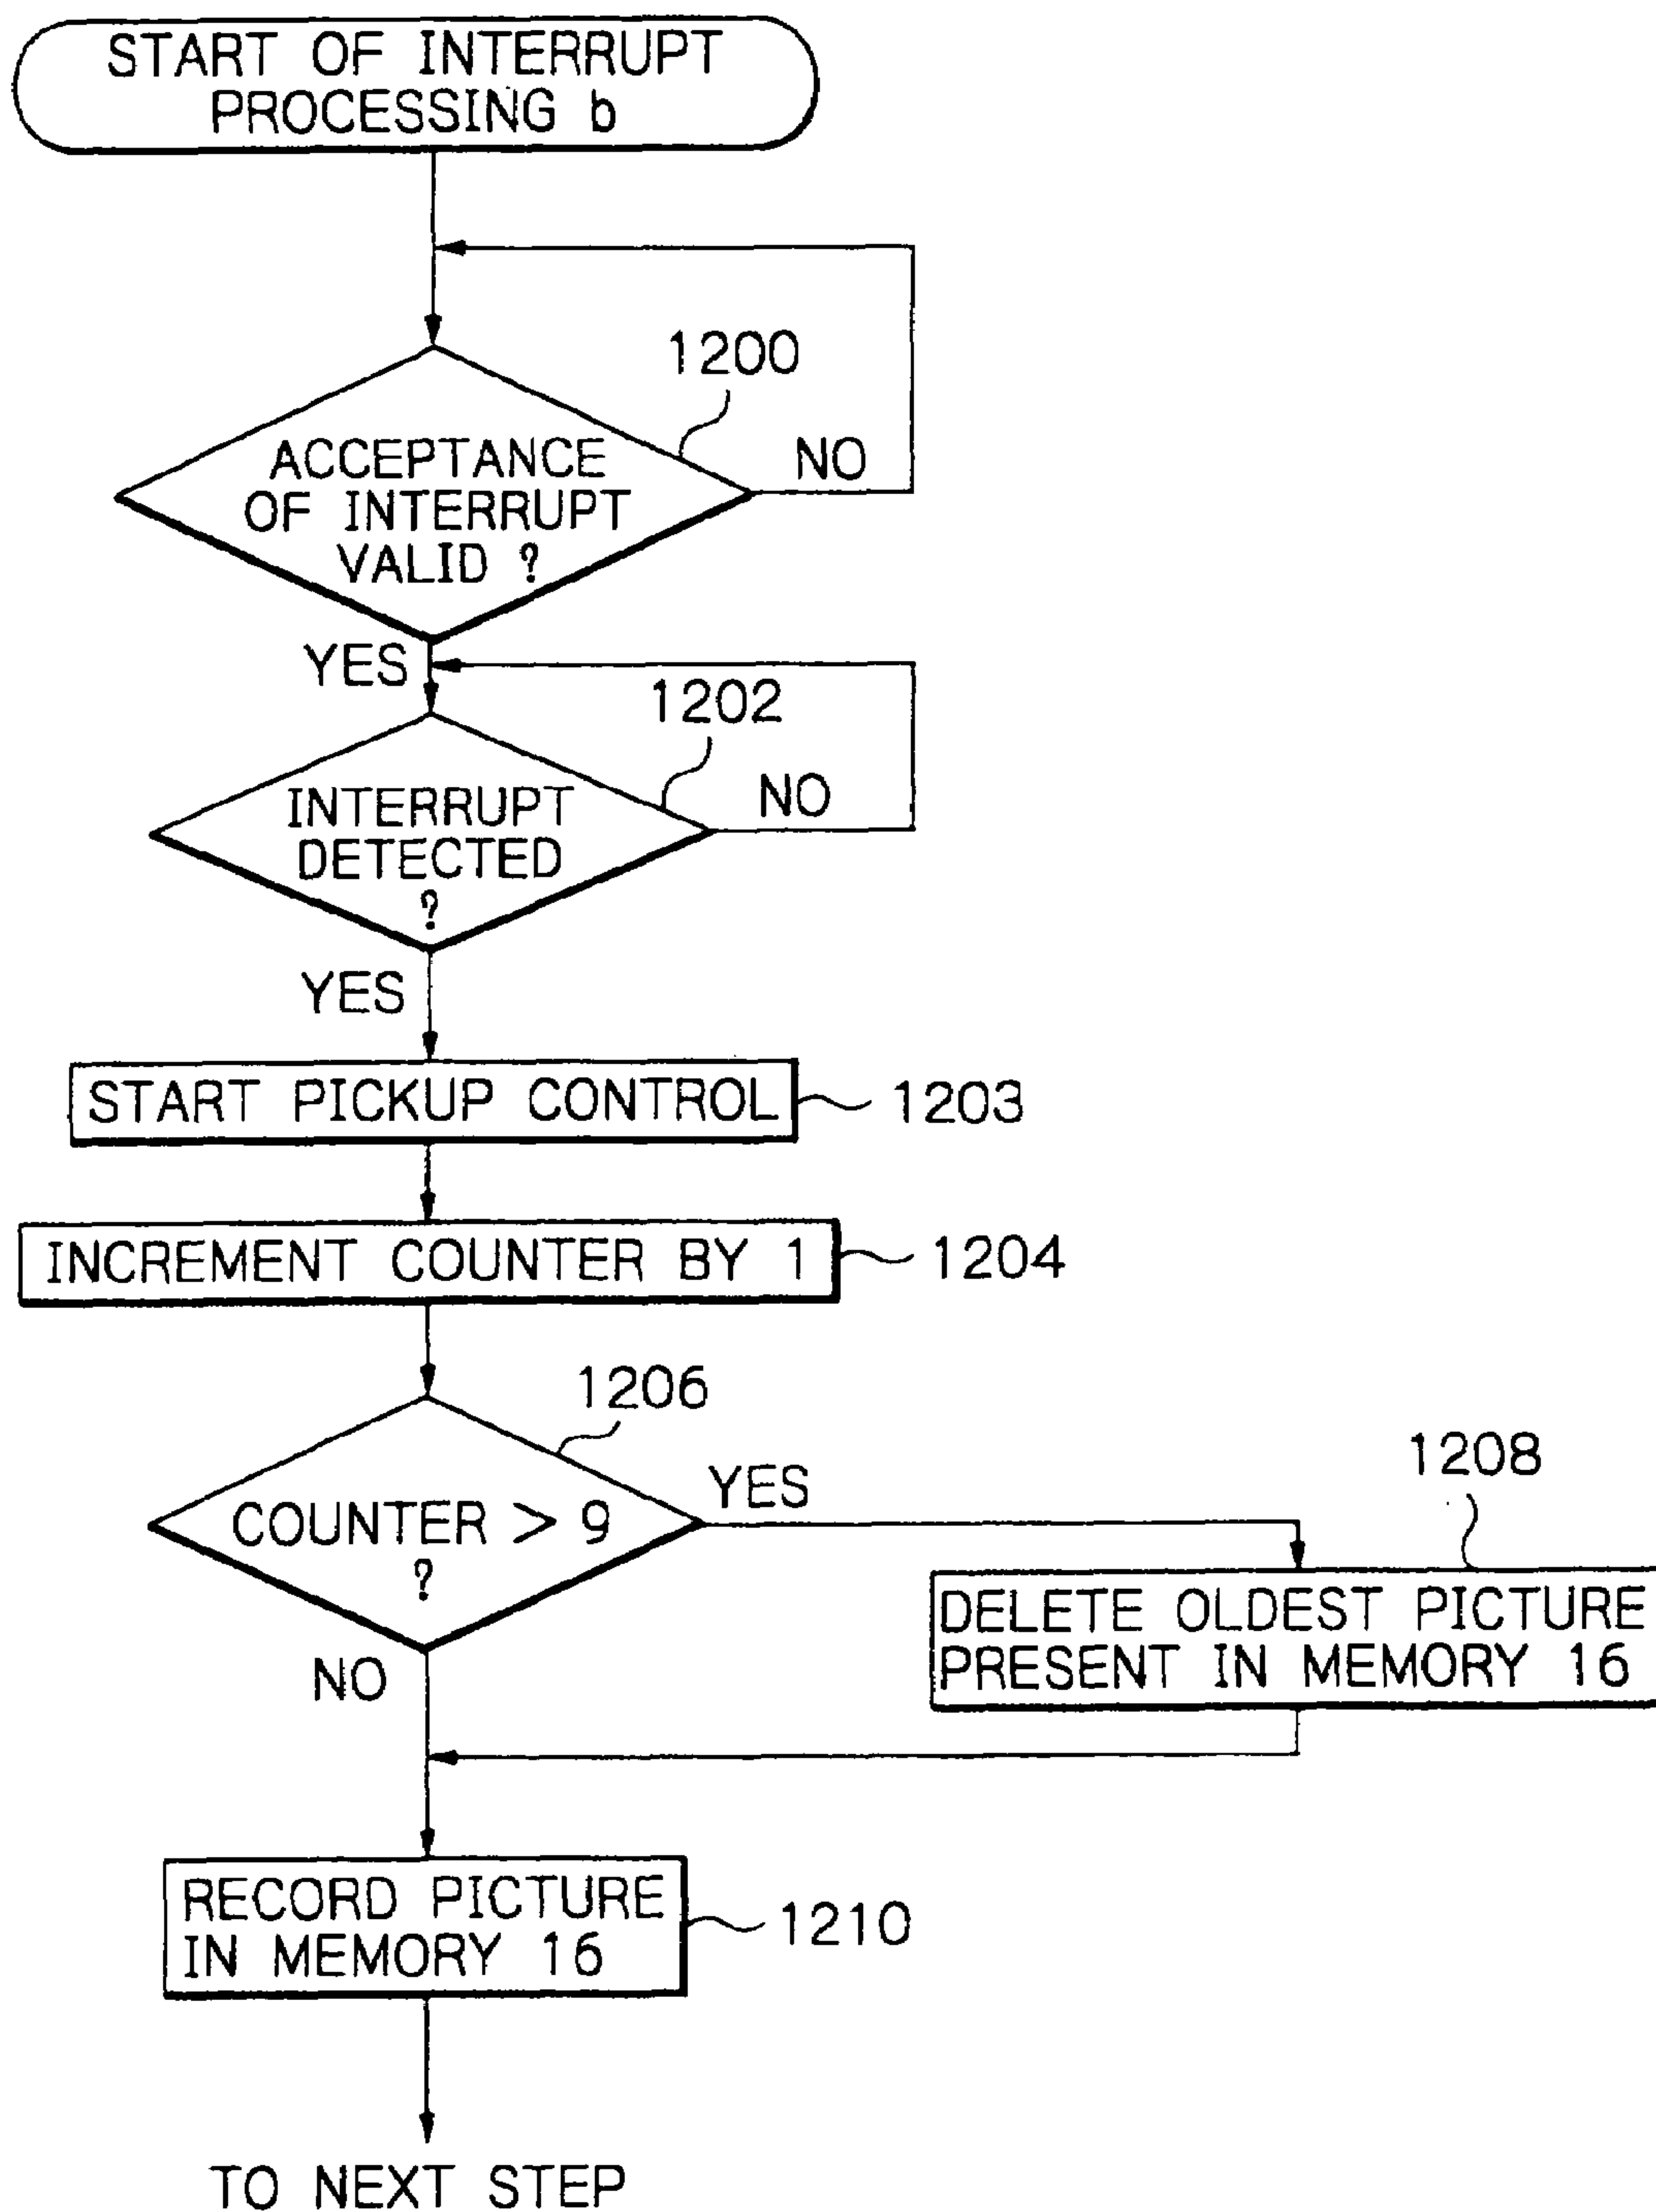 START OF INTERRUPT
PROCESSING b
1200
ACCEPTANCE
OF INTERRUPT
VALID ?
NO
YES
1202
INTERRUPT
DETECTED
?
NO
YES
START PICKUP CONTROL
1203
INCREMENT COUNTER BY 1
1204
1206
COUNTER > 9
?
YES
NO
1208
DELETE OLDEST PICTURE
PRESENT IN MEMORY 16
RECORD PICTURE
IN MEMORY 16
1210
TO NEXT STEP